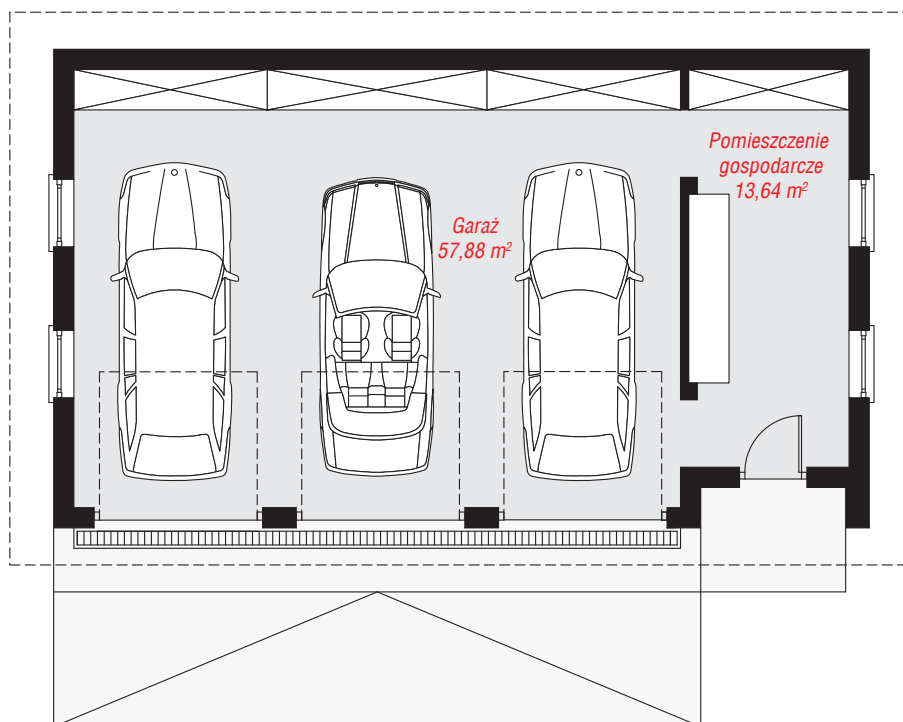 Pomieszczenie
gospodarcze
13,64 m²
Garaż
57,88 m²